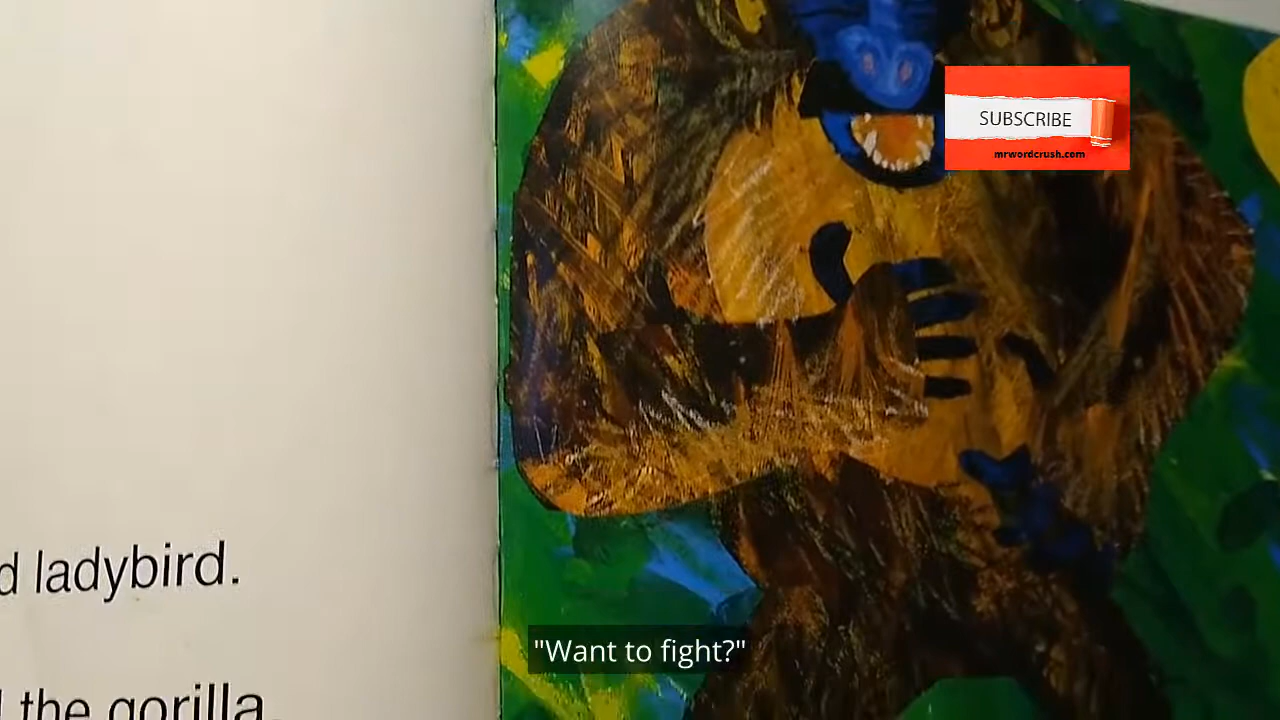 SUBSCRIBE
mrwordcrush.com
d ladybird.
"Want to fight?"
the gorilla.